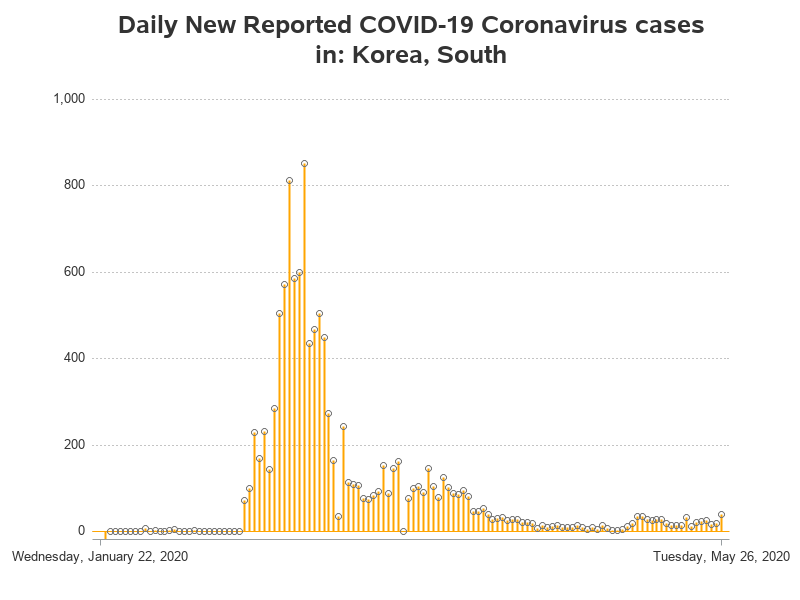 Daily New Reported COVID-19 Coronavirus cases
in: Korea, South
1,000
800
600
400
200
0
Wednesday, January 22, 2020
Tuesday, May 26, 2020